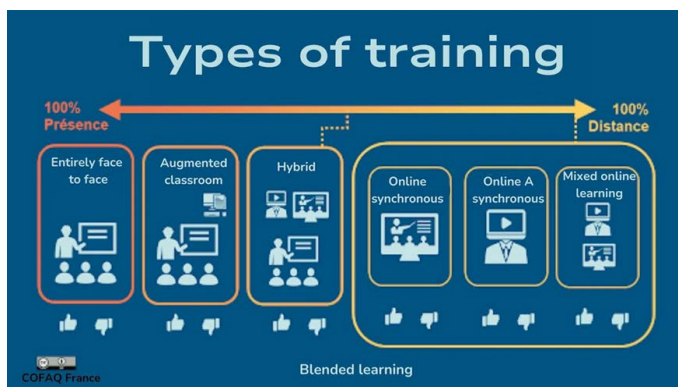 Types of training
100%
Présence
100%
Distance
Entirely face
to face
Augmented
classroom
Hybrid
Online
synchronous
Online A
synchronous
Mixed online
learning
COFAQ France
Blended learning